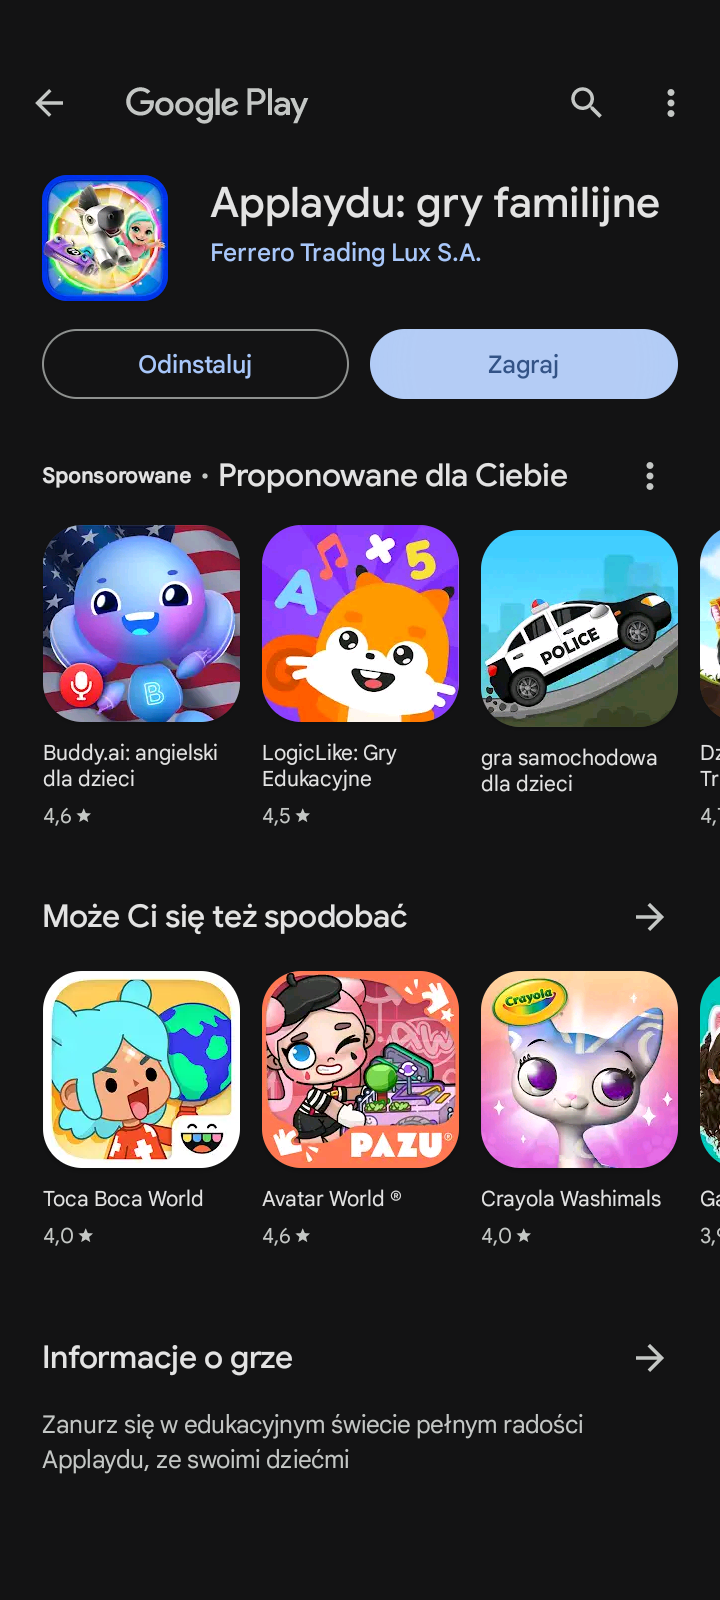 Google Play
Applaydu: gry familijne
Ferrero Trading Lux S.A.
Odinstaluj
Zagraj
Sponsorowane • Proponowane dla Ciebie
A
5
B
POLICE
Buddy.ai: angielski
dla dzieci
4,6 ★
LogicLike: Gry
Edukacyjne
4,5 ★
gra samochodowa
dla dzieci
Dz
Tr
4,
Może Ci się też spodobać
PAZU®
Crayola
Toca Boca World
4,0 ★
Avatar World ®
4,6 ★
Crayola Washimals
4,0 ★
Ga
3,
Informacje o grze
Zanurz się w edukacyjnym świecie pełnym radości
Applaydu, ze swoimi dziećmi